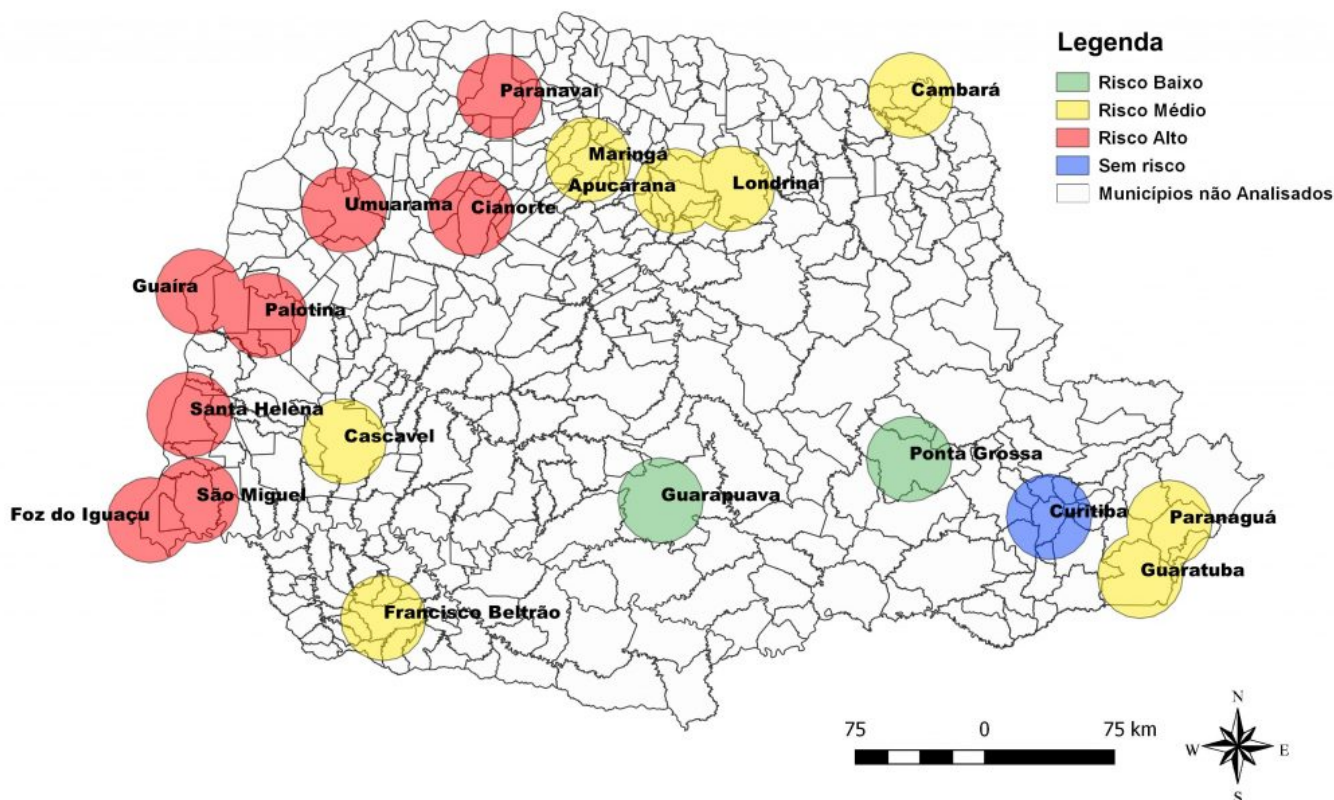 Legenda
Risco Baixo
Risco Médio
Risco Alto
Sem risco
Municípios não Analisados
Paranavaí
Cambará
Maringá
Apucarana
Londrina
Umuarama
Cianorte
Guaíra
Palotina
Santa Helena
Cascavel
Ponta Grossa
São Miguel
Guarapuava
Foz do Iguaçu
Curitiba
Paranaguá
Guaratuba
Francisco Beltrão
75 0 75 km
N
W E
S